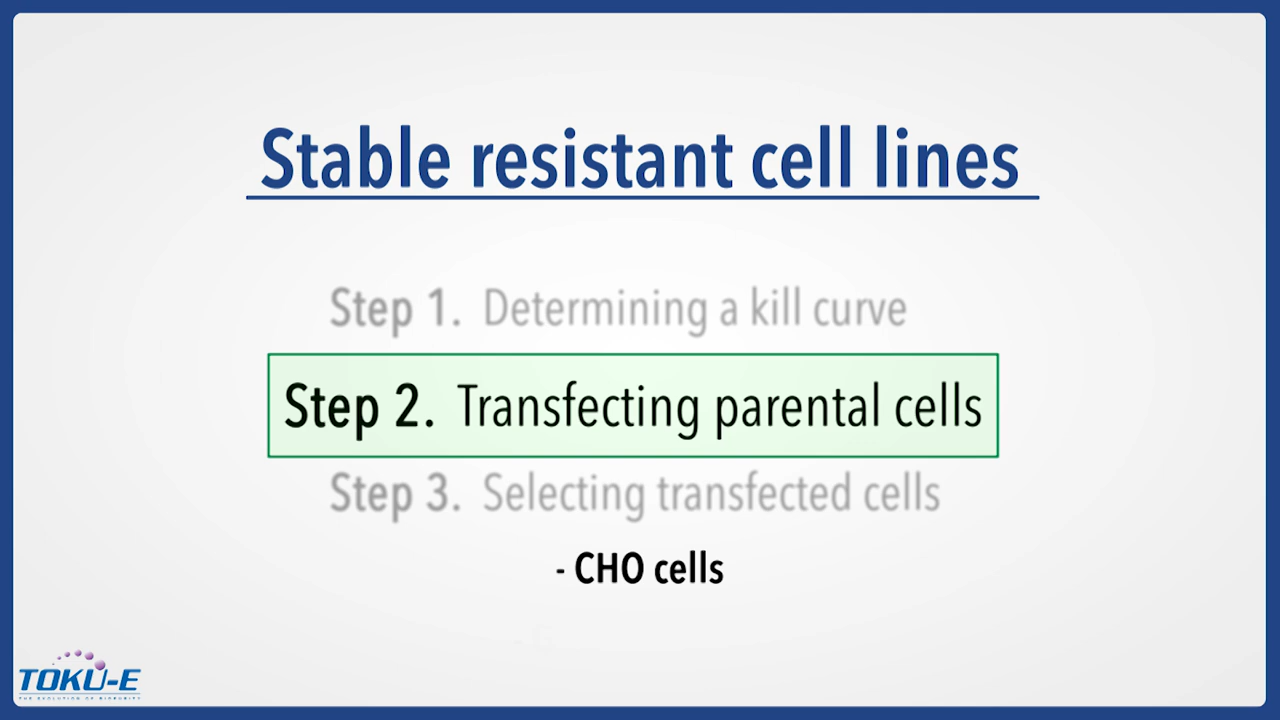 Stable resistant cell lines
Step 1. Determining a kill curve
Step 2. Transfecting parental cells
Step 3. Selecting transfected cells
- CHO cells
TOKU-E